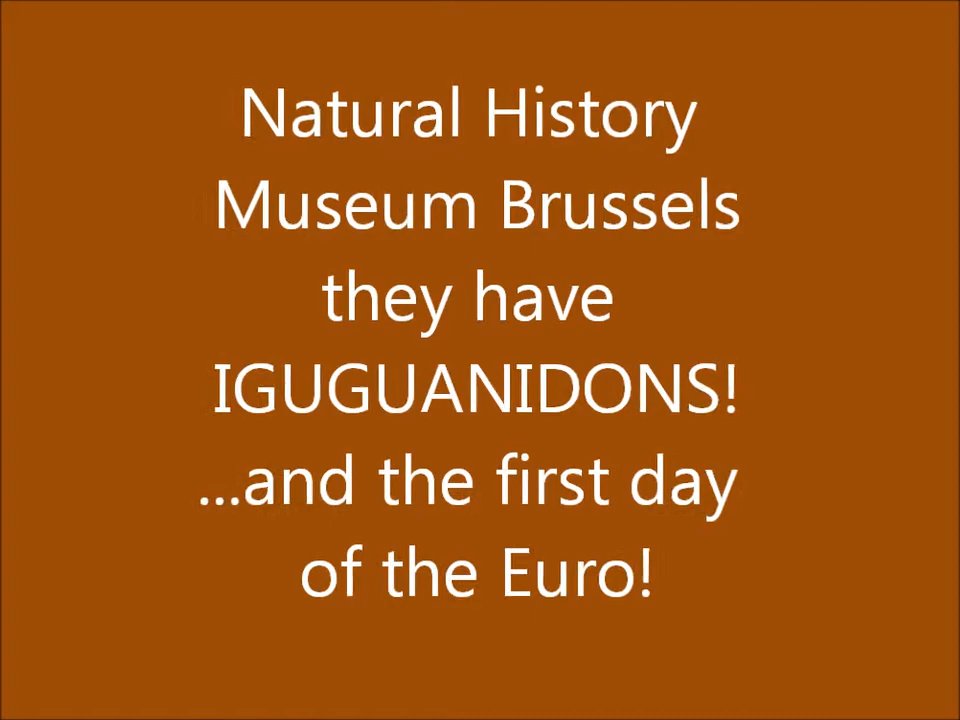 Natural History
Museum Brussels
they have
IGUGUANIDONS!
...and the first day
of the Euro!